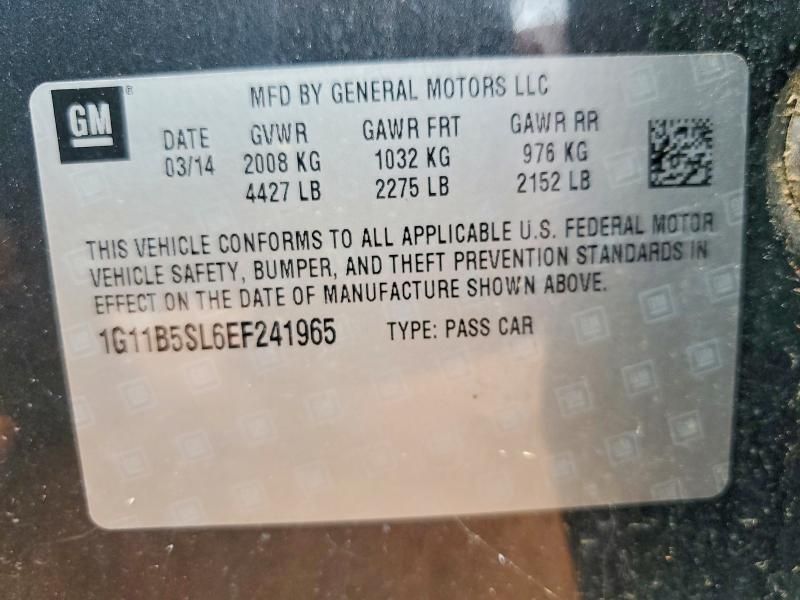 GM ®
MFD BY GENERAL MOTORS LLC
DATE GVWR GAWR FRT GAWR RR
03/14 2008 KG 1032 KG 976 KG
4427 LB 2275 LB 2152 LB
THIS VEHICLE CONFORMS TO ALL APPLICABLE U.S. FEDERAL MOTOR
VEHICLE SAFETY, BUMPER, AND THEFT PREVENTION STANDARDS IN
EFFECT ON THE DATE OF MANUFACTURE SHOWN ABOVE.
1G11B5SL6EF241965 TYPE: PASS CAR